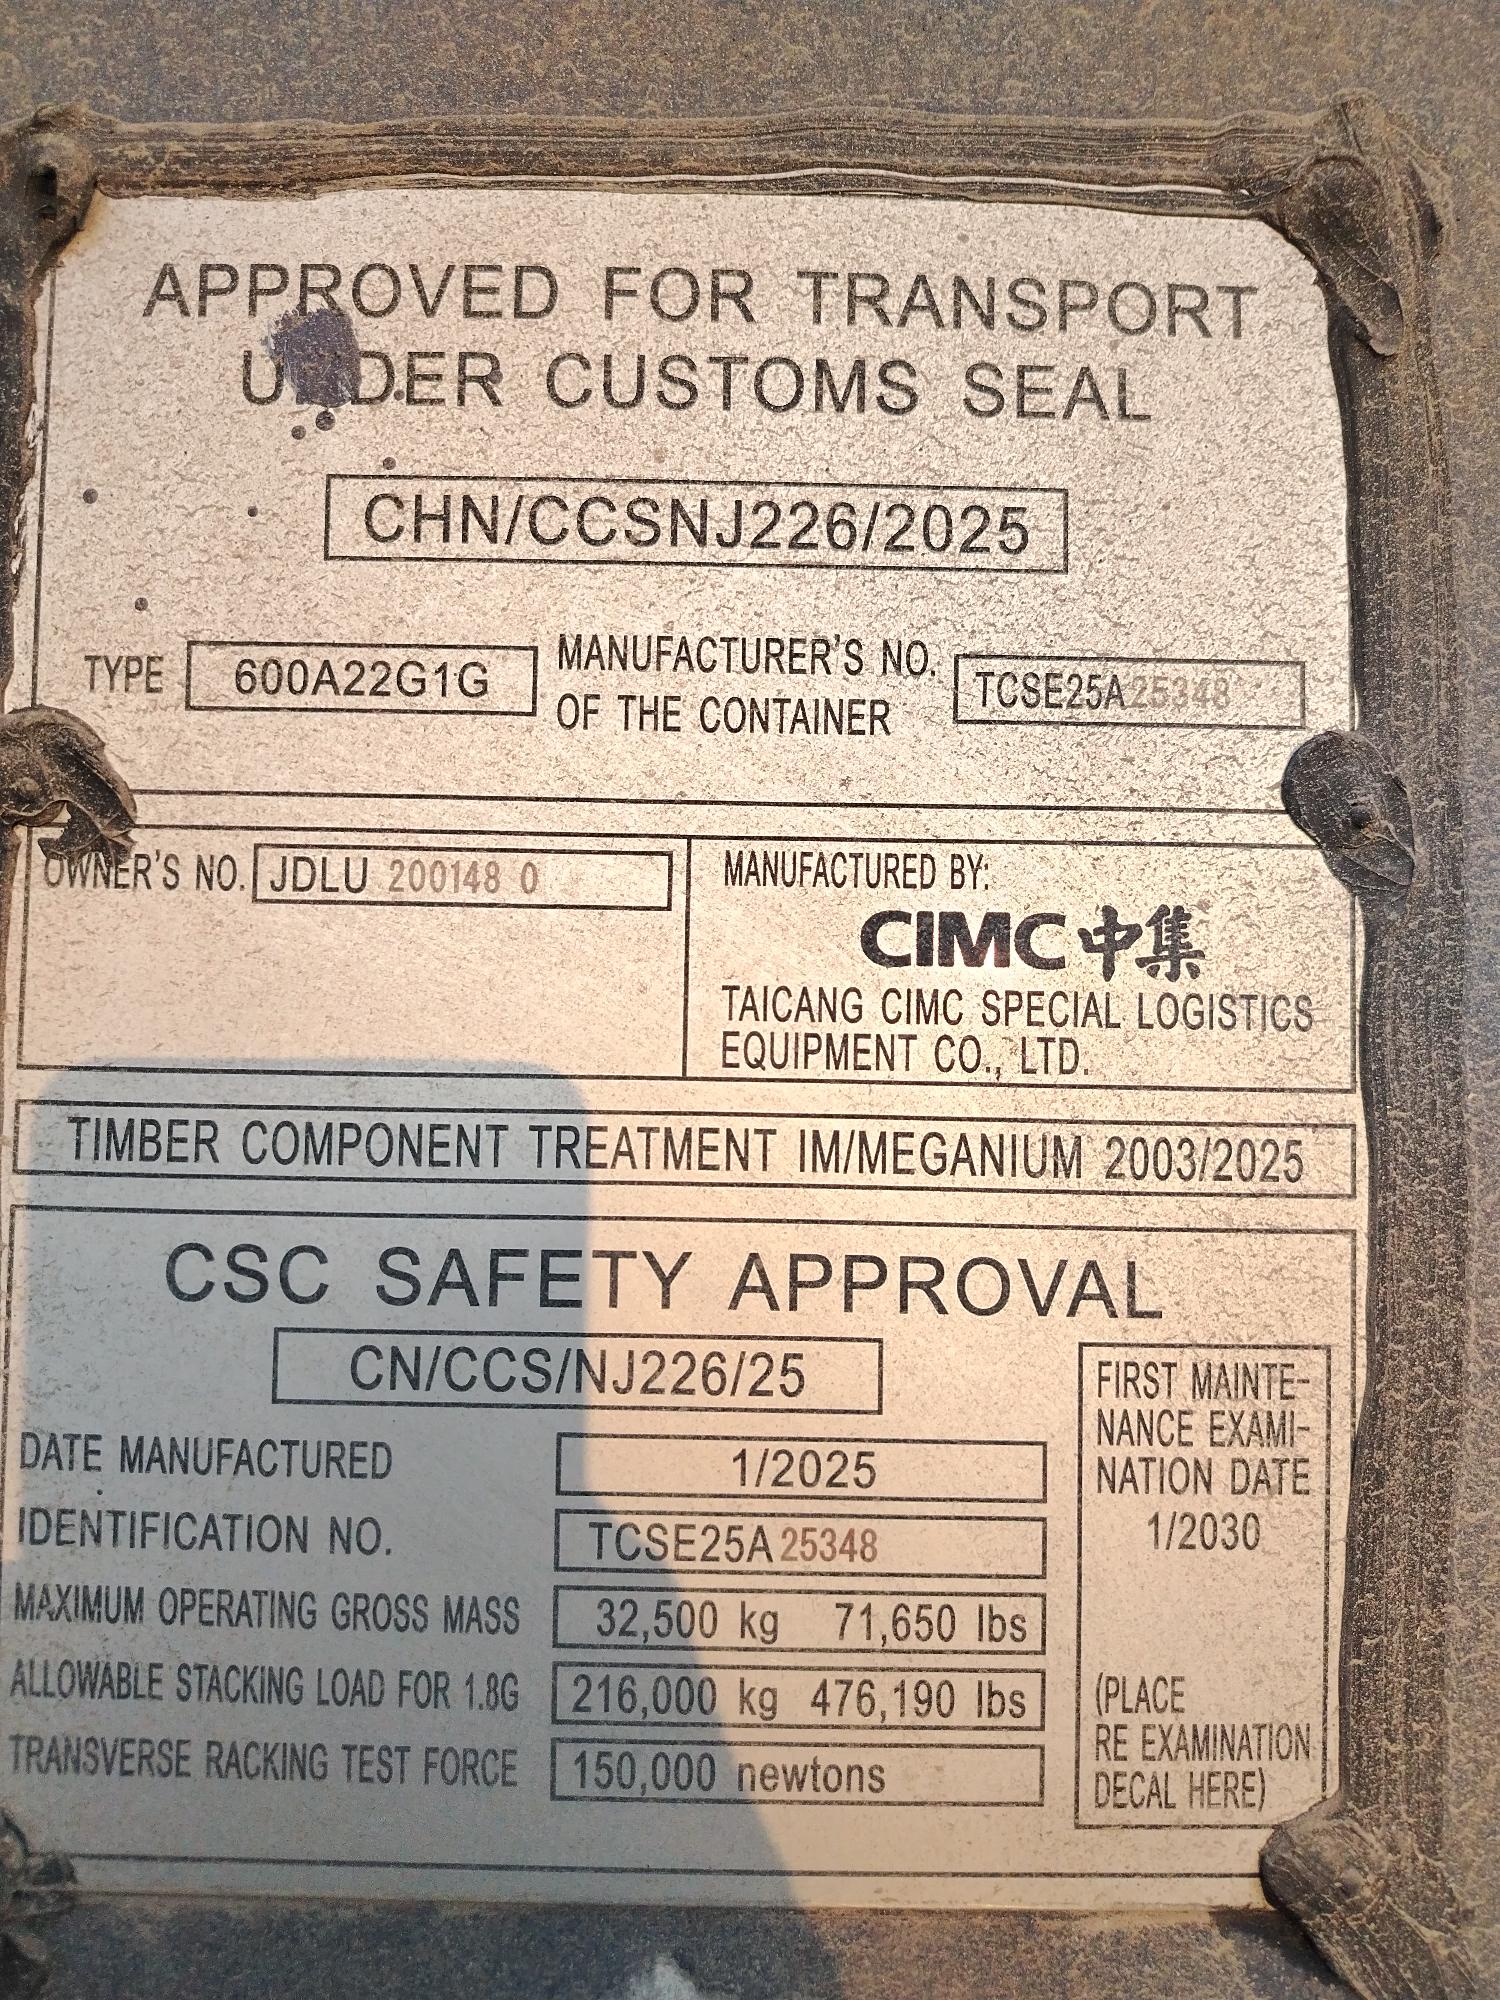 APPROVED FOR TRANSPORT
UNDER CUSTOMS SEAL
CHN/CCSNJ226/2025
TYPE 600A22G1G
MANUFACTURER'S NO.
OF THE CONTAINER
TCSE25A25348
OWNER'S NO. JDLU 200148 0
MANUFACTURED BY:
CIMC中集
TAICANG CIMC SPECIAL LOGISTICS
EQUIPMENT CO., LTD.
TIMBER COMPONENT TREATMENT IM/MEGANIUM 2003/2025
CSC SAFETY APPROVAL
CN/CCS/NJ226/25
DATE MANUFACTURED 1/2025
IDENTIFICATION NO. TCSE25A25348
MAXIMUM OPERATING GROSS MASS 32,500 kg 71,650 lbs
ALLOWABLE STACKING LOAD FOR 1.8G 216,000 kg 476,190 lbs
TRANSVERSE RACKING TEST FORCE 150,000 newtons
FIRST MAINTE-
NANCE EXAMI-
NATION DATE
1/2030
(PLACE
RE EXAMINATION
DECAL HERE)